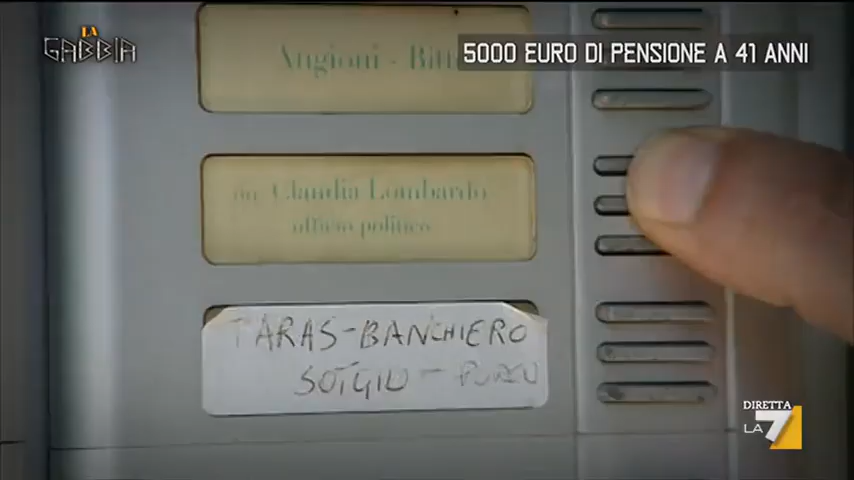 LA
GABBIA
5000 EURO DI PENSIONE A 41 ANNI
Angioni - Bitti
on. Claudia Lombardo
ufficio politico
TARAS-BANCHIERO
SOTGIU -
DIRETTA
LA7